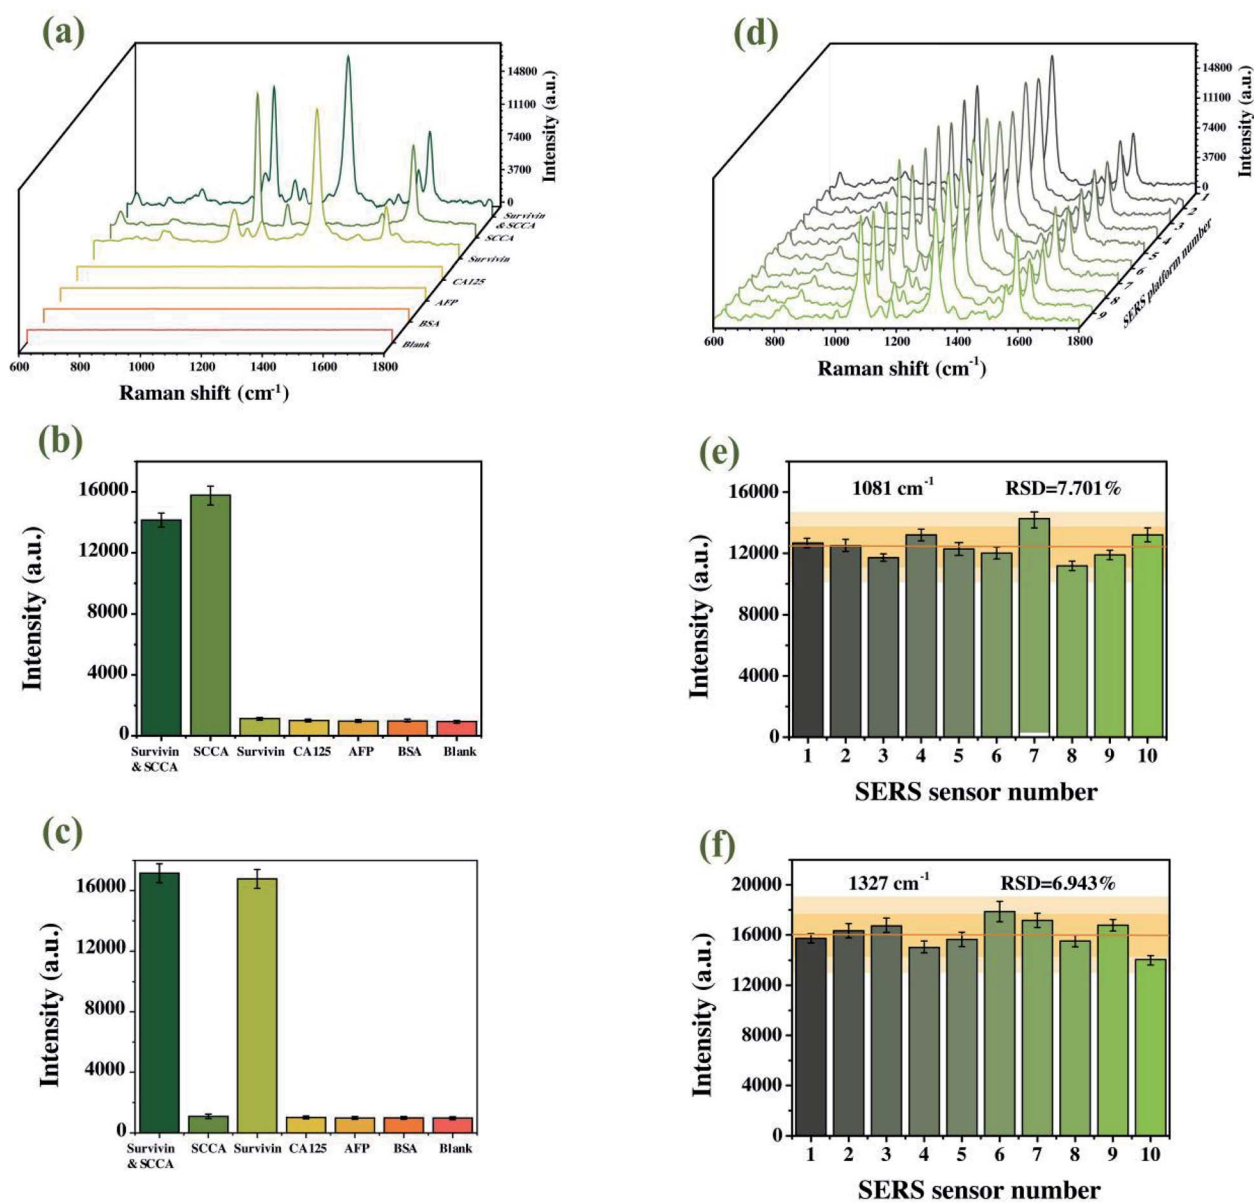 (a)
14800
11100
7400
3700
0
Intensity (a.u.)
Survivin
& SCCA
SCCA
Survivin
CA125
AFP
BSA
Blank
600 800 1000 1200 1400 1600 1800
Raman shift (cm-1)
(d)
14800
11100
7400
3700
0
Intensity (a.u.)
1
2
3
4
5
6
7
8
9
SERS platform number
600 800 1000 1200 1400 1600 1800
Raman shift (cm-1)
(b)
16000
12000
8000
4000
0
Intensity (a.u.)
Survivin SCCA Survivin CA125 AFP BSA Blank
& SCCA
(e)
1081 cm-1 RSD=7.701%
16000
12000
8000
4000
0
Intensity (a.u.)
1 2 3 4 5 6 7 8 9 10
SERS sensor number
(c)
16000
12000
8000
4000
0
Intensity (a.u.)
Survivin SCCA Survivin CA125 AFP BSA Blank
& SCCA
(f)
1327 cm-1 RSD=6.943%
20000
16000
12000
8000
4000
0
Intensity (a.u.)
1 2 3 4 5 6 7 8 9 10
SERS sensor number